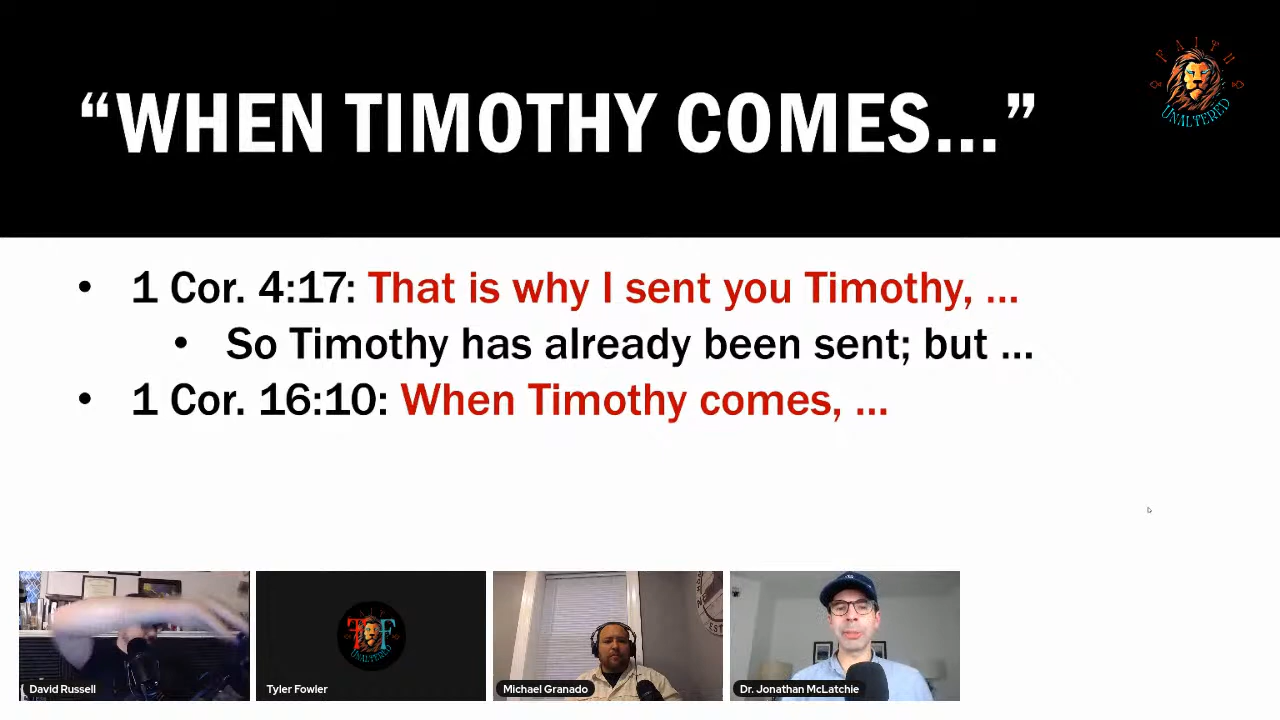 “WHEN TIMOTHY COMES...”
FAITH
UNALTERED
• 1 Cor. 4:17: That is why I sent you Timothy, ...
• So Timothy has already been sent; but ...
• 1 Cor. 16:10: When Timothy comes, ...
David Russell
Tyler Fowler
Michael Granado
Dr. Jonathan McLatchie